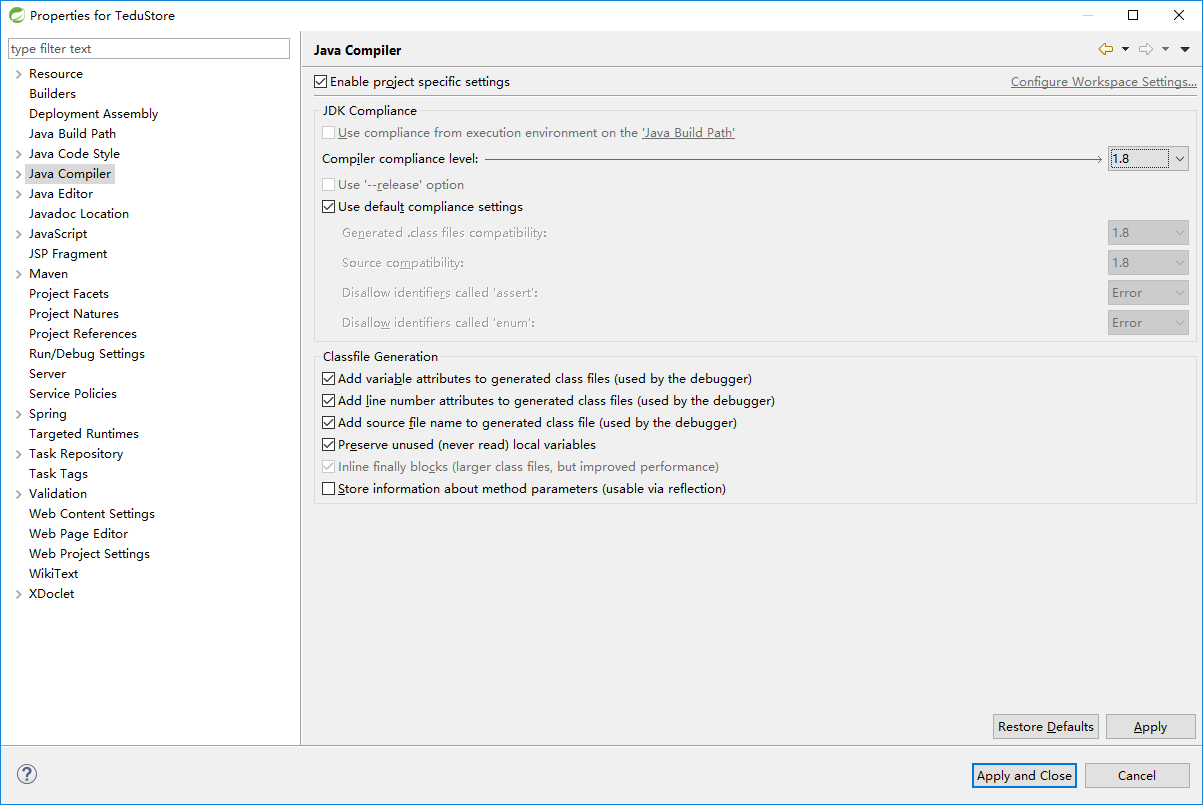 Properties for TeduStore
type filter text
Resource
Builders
Deployment Assembly
Java Build Path
Java Code Style
Java Compiler
Java Editor
Javadoc Location
JavaScript
JSP Fragment
Maven
Project Facets
Project Natures
Project References
Run/Debug Settings
Server
Service Policies
Spring
Targeted Runtimes
Task Repository
Task Tags
Validation
Web Content Settings
Web Page Editor
Web Project Settings
WikiText
XDoclet
Java Compiler
Enable project specific settings
Configure Workspace Settings...
JDK Compliance
Use compliance from execution environment on the 'Java Build Path'
Compiler compliance level: 1.8
Use '--release' option
Use default compliance settings
Generated .class files compatibility: 1.8
Source compatibility: 1.8
Disallow identifiers called 'assert': Error
Disallow identifiers called 'enum': Error
Classfile Generation
Add variable attributes to generated class files (used by the debugger)
Add line number attributes to generated class files (used by the debugger)
Add source file name to generated class file (used by the debugger)
Preserve unused (never read) local variables
Inline finally blocks (larger class files, but improved performance)
Store information about method parameters (usable via reflection)
Restore Defaults
Apply
?
Apply and Close
Cancel